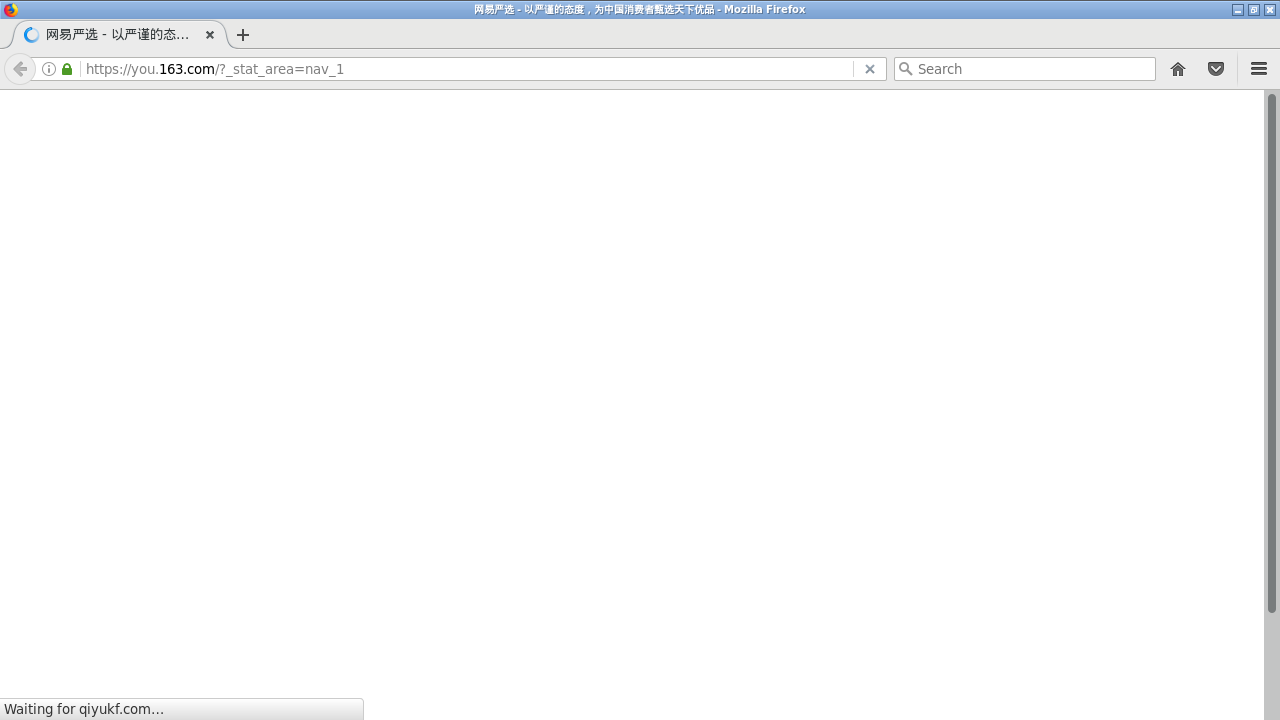 网易严选 - 以严谨的态度，为中国消费者甄选天下优品 - Mozilla Firefox
网易严选 - 以严谨的态…
https://you.163.com/?_stat_area=nav_1
Search
Waiting for qiyukf.com…